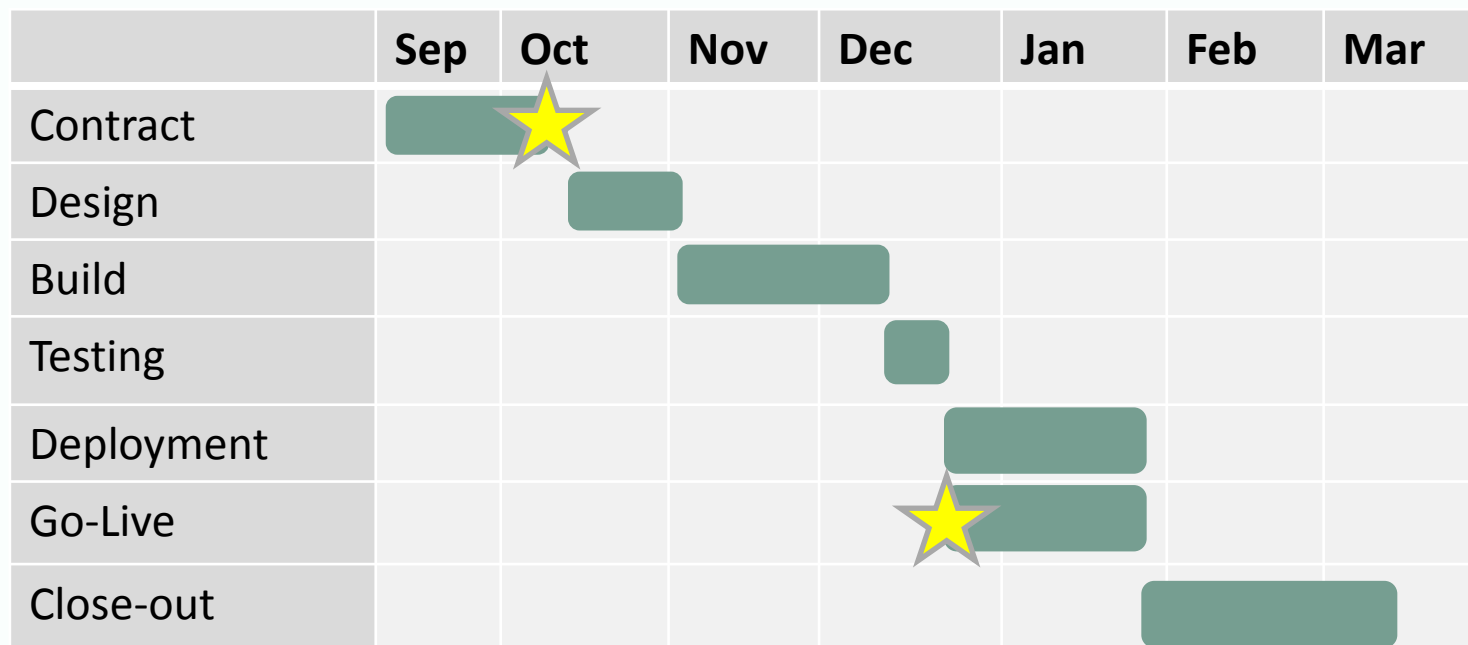 Sep Oct Nov Dec Jan Feb Mar
Contract
Design
Build
Testing
Deployment
Go-Live
Close-out